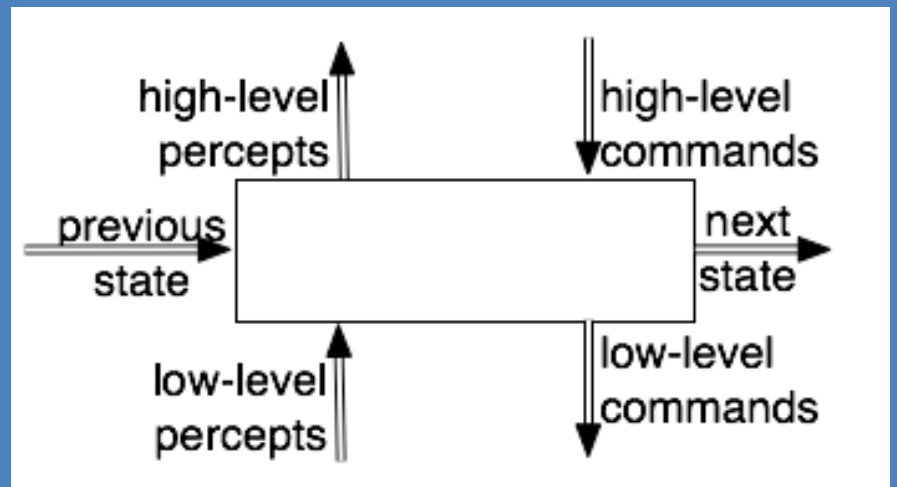 high-level
percepts
high-level
commands
previous
state
next
state
low-level
percepts
low-level
commands